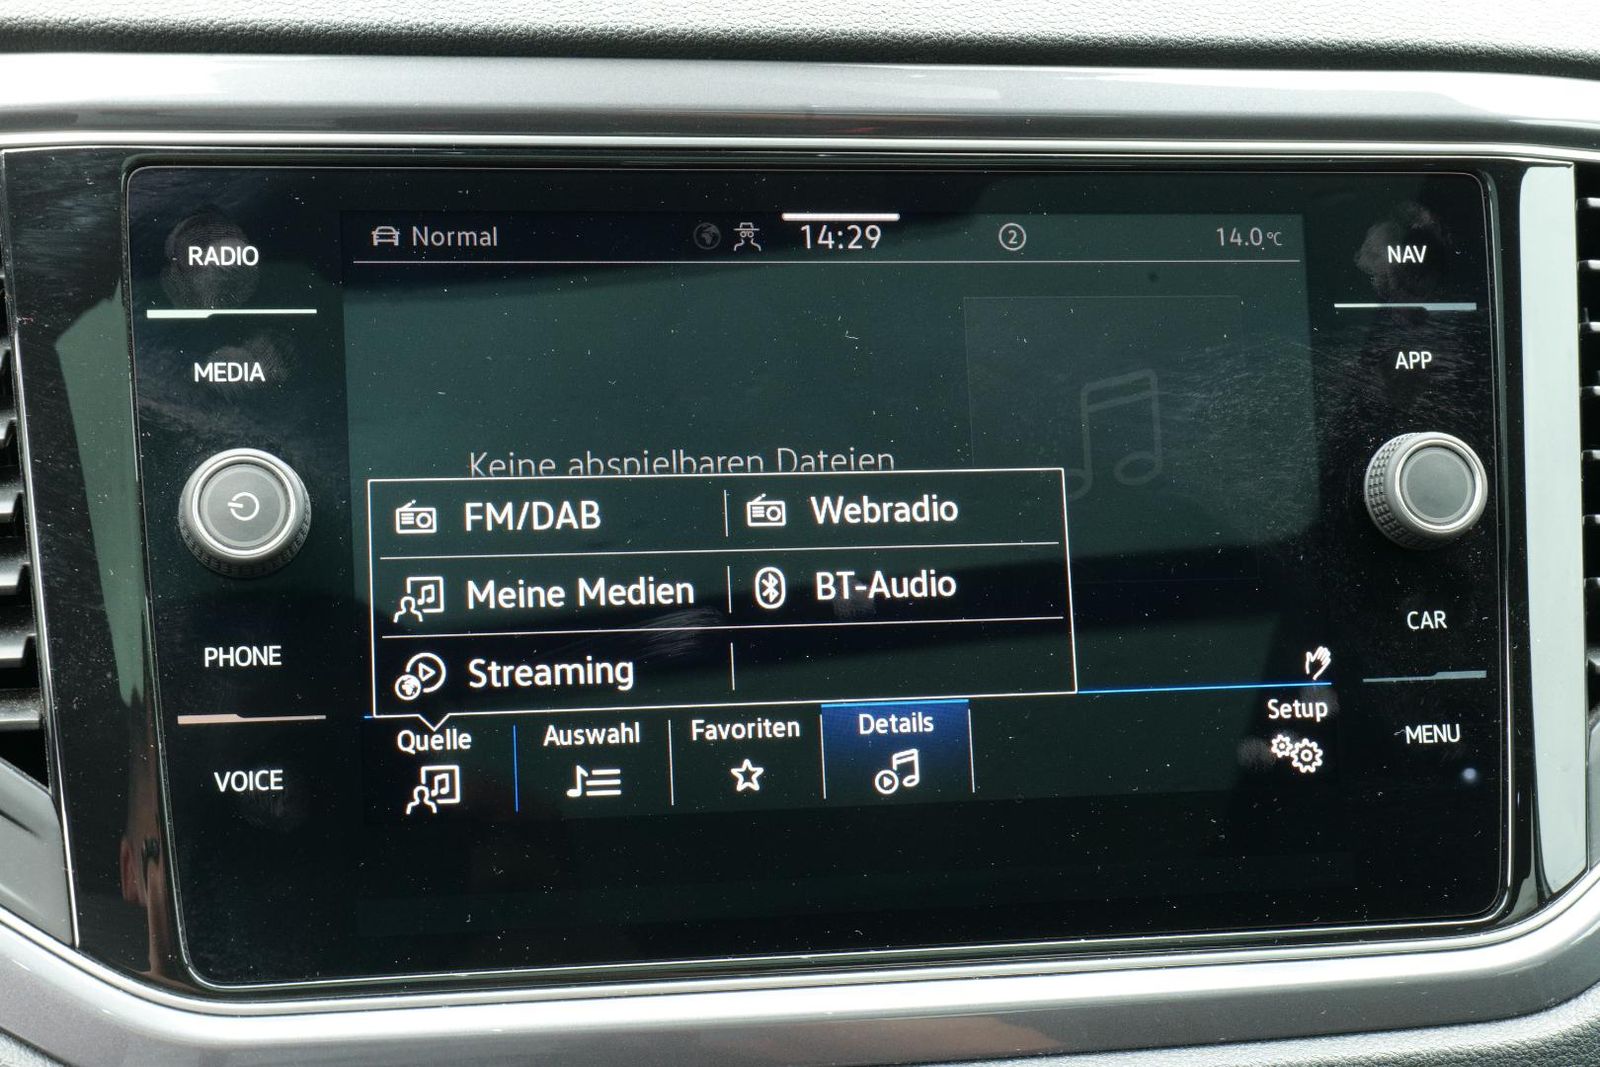 RADIO
MEDIA
PHONE
VOICE
Normal
14:29
2
14.0°C
Keine abspielbaren Dateien
FM/DAB
Webradio
Meine Medien
BT-Audio
Streaming
Quelle
Auswahl
Favoriten
Details
Setup
NAV
APP
CAR
MENU